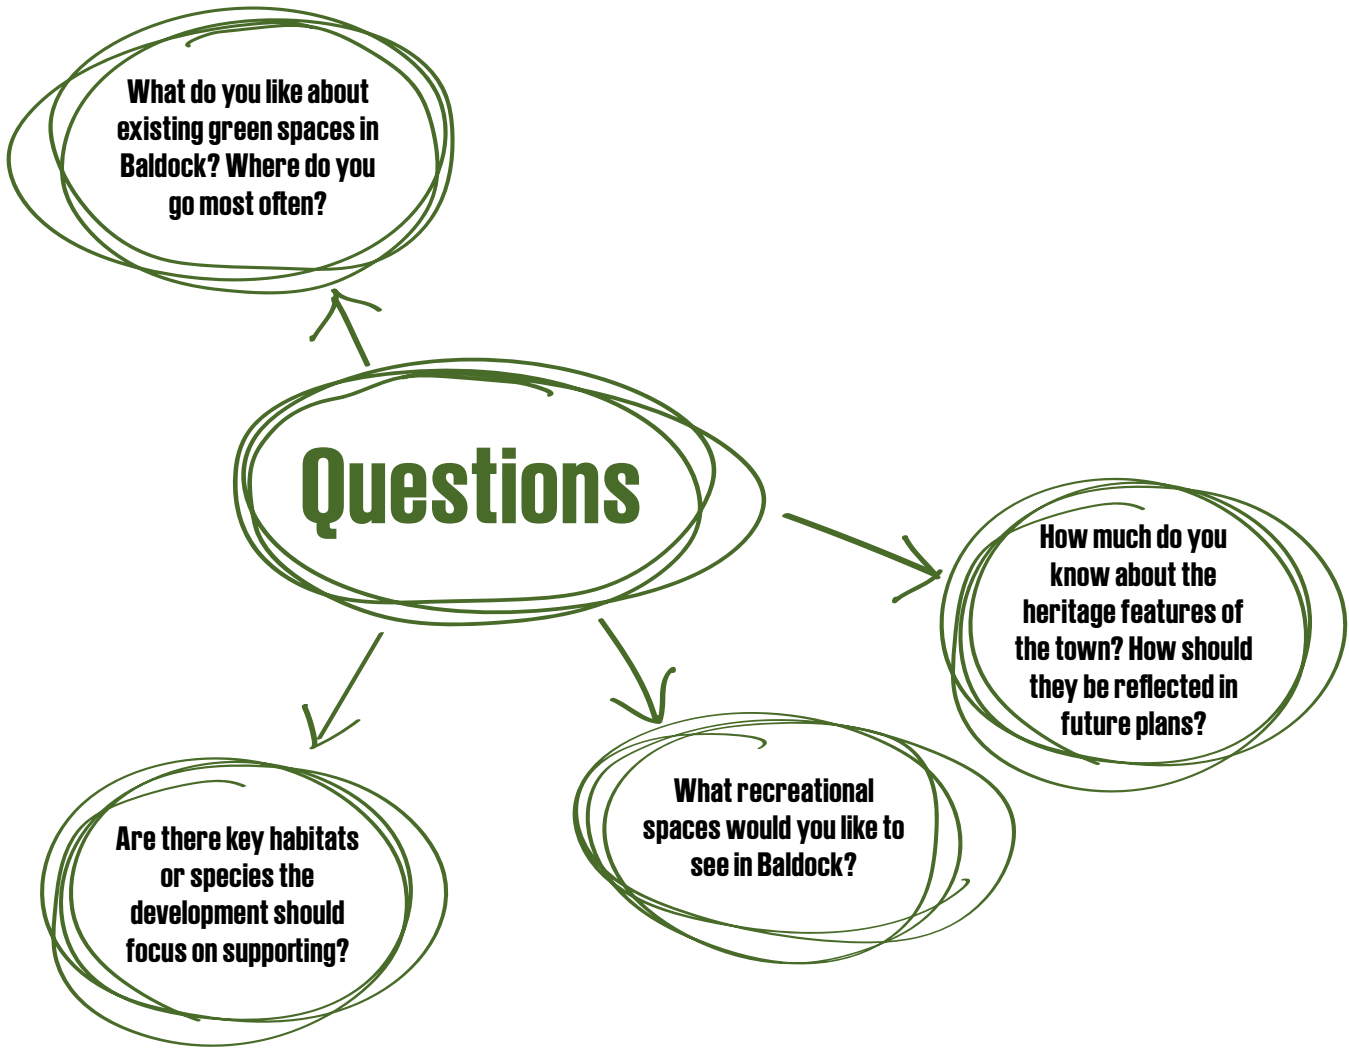 What do you like about
existing green spaces in
Baldock? Where do you
go most often?
Questions
How much do you
know about the
heritage features of
the town? How should
they be reflected in
future plans?
What recreational
spaces would you like to
see in Baldock?
Are there key habitats
or species the
development should
focus on supporting?